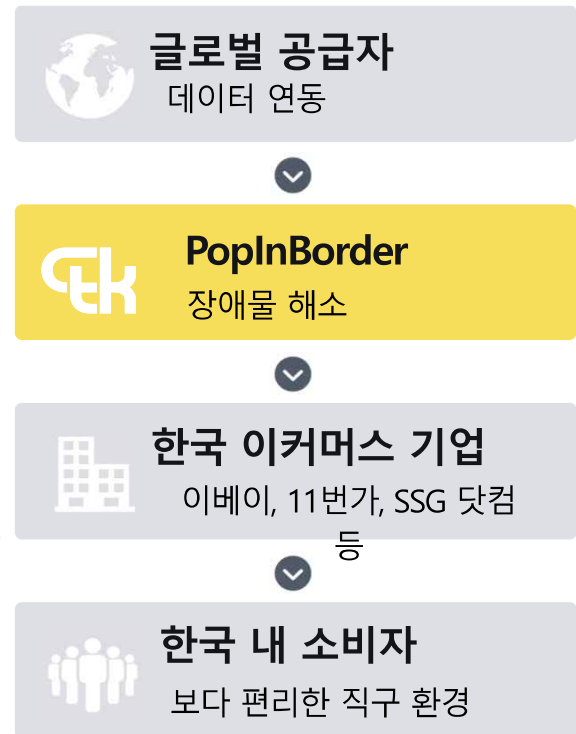 글로벌 공급자
데이터 연동
ctk
PopInBorder
장애물 해소
한국 이커머스 기업
이베이, 11번가, SSG 닷컴
등
한국 내 소비자
보다 편리한 직구 환경